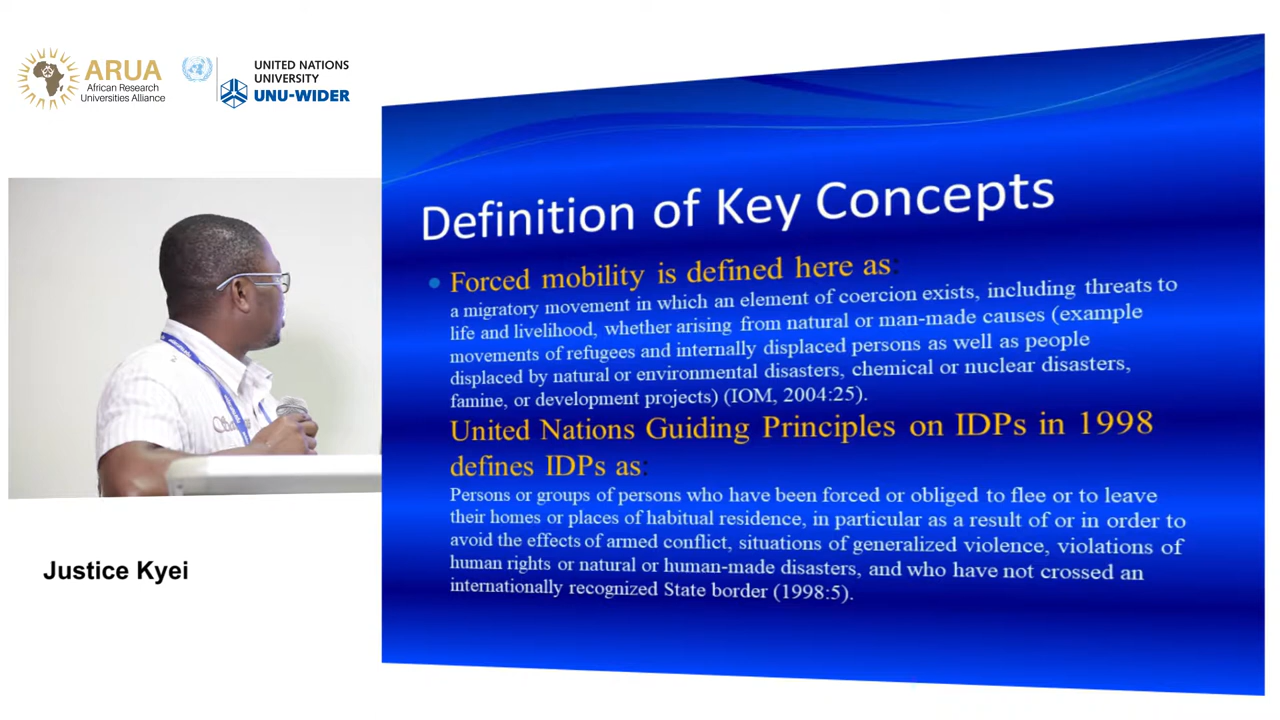 ARUA
African Research
Universities Alliance
UNITED NATIONS
UNIVERSITY
UNU-WIDER
Definition of Key Concepts
Forced mobility is defined here as:
a migratory movement in which an element of coercion exists, including threats to
life and livelihood, whether arising from natural or man-made causes (example
movements of refugees and internally displaced persons as well as people
displaced by natural or environmental disasters, chemical or nuclear disasters,
famine, or development projects) (IOM, 2004:25).
United Nations Guiding Principles on IDPs in 1998
defines IDPs as:
Persons or groups of persons who have been forced or obliged to flee or to leave
their homes or places of habitual residence, in particular as a result of or in order to
avoid the effects of armed conflict, situations of generalized violence, violations of
human rights or natural or human-made disasters, and who have not crossed an
internationally recognized State border (1998:5).
Justice Kyei